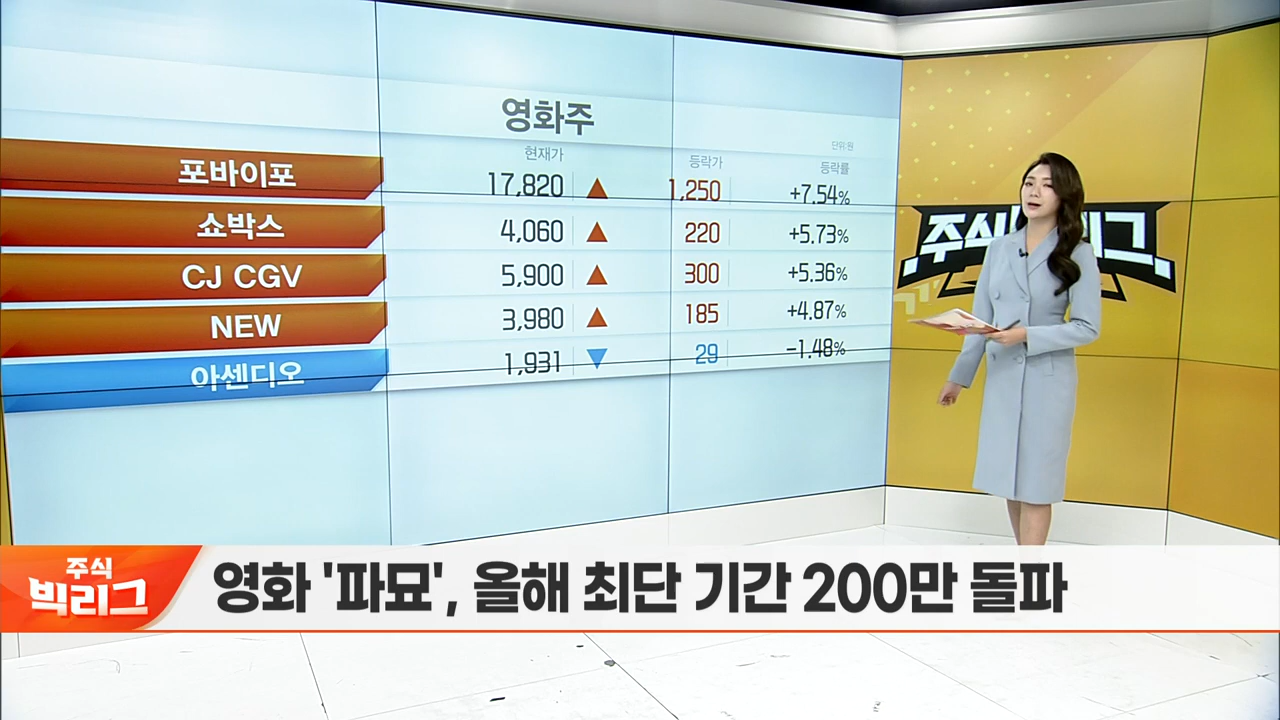 영화주
단위:원
현재가 등락가 등락률
포바이포 17,820 ▲ 1,250 +7.54%
쇼박스 4,060 ▲ 220 +5.73%
CJ CGV 5,900 ▲ 300 +5.36%
NEW 3,980 ▲ 185 +4.87%
아센디오 1,931 ▼ 29 -1.48%
주식 리그
주식
빅리그
영화 '파묘', 올해 최단 기간 200만 돌파